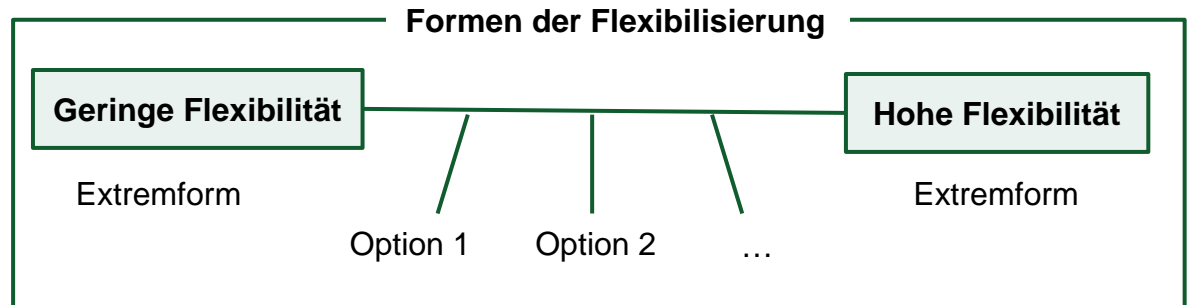 Formen der Flexibilisierung
Geringe Flexibilität
Hohe Flexibilität
Extremform
Extremform
Option 1
Option 2
…